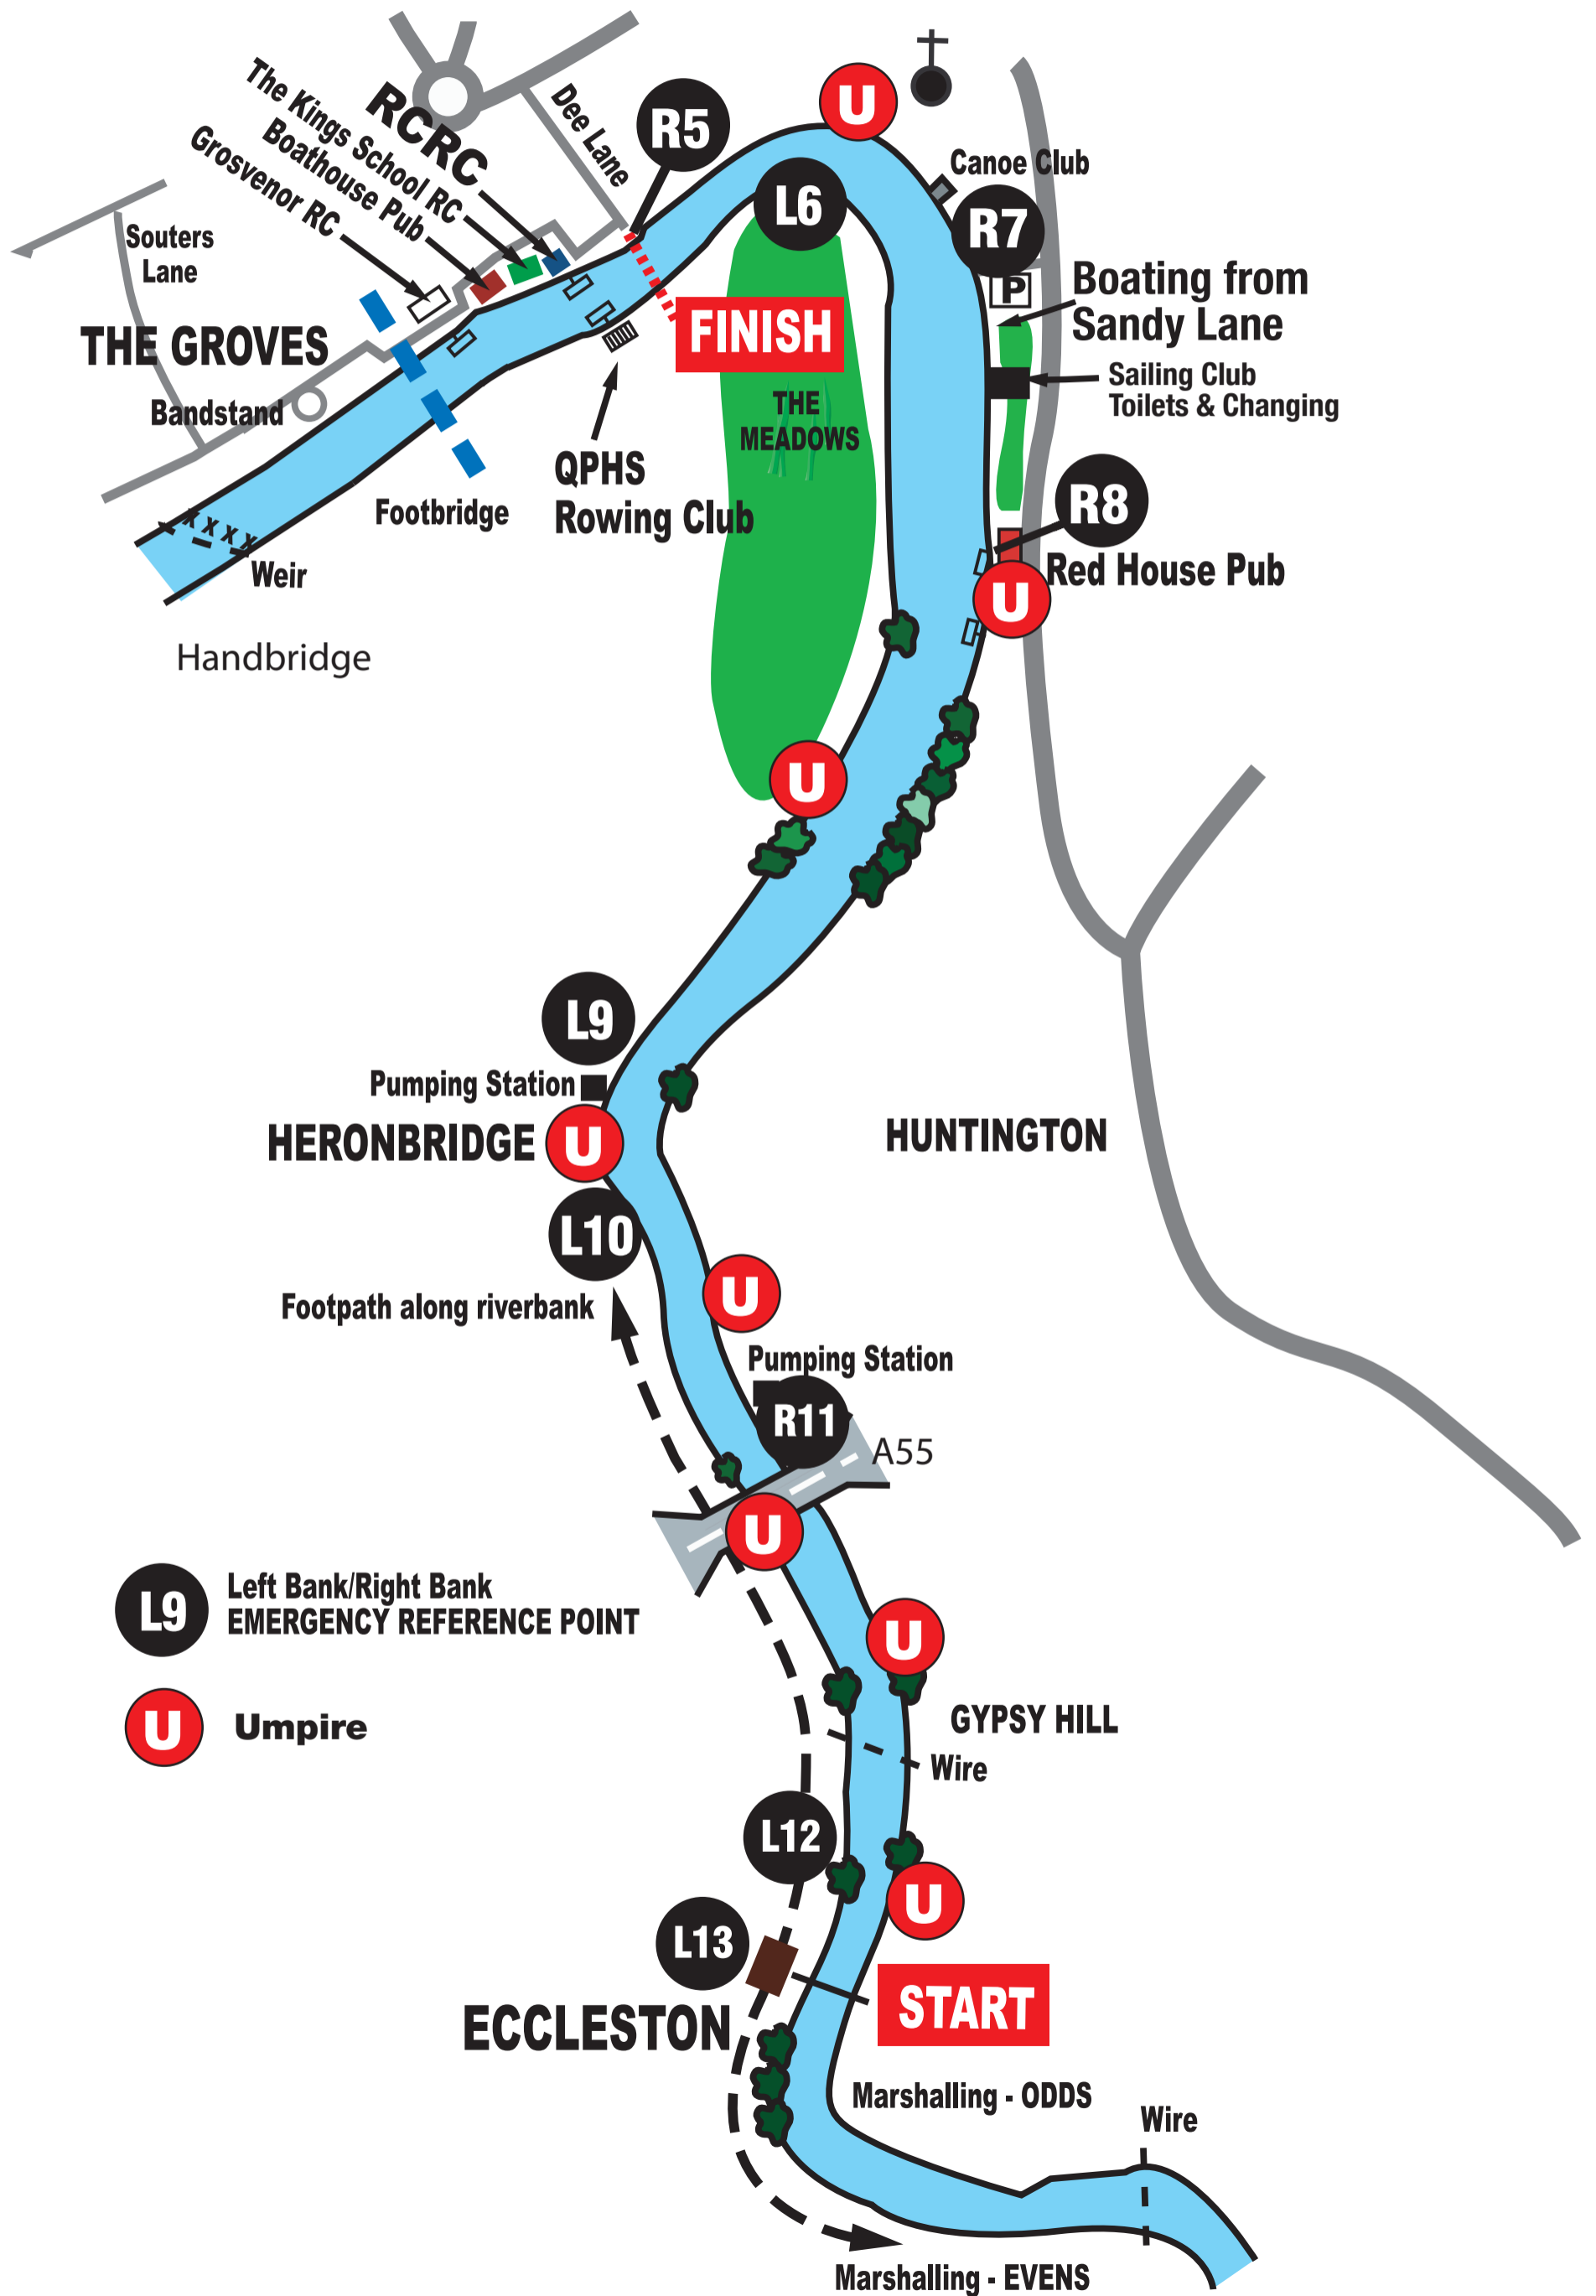 The Kings School RC
RCRC
Boathouse Pub
Grosvenor RC
Dee Lane
R5
U
L6
Canoe Club
R7
P
Souters
Lane
Boating from
Sandy Lane
THE GROVES
FINISH
Sailing Club
Toilets & Changing
Bandstand
THE
MEADOWS
QPHS
Rowing Club
Footbridge
R8
X X X X
Weir
Red House Pub
U
Handbridge
U
L9
Pumping Station
HERONBRIDGE
U
HUNTINGTON
L10
Footpath along riverbank
U
Pumping Station
R11
A55
U
L9
Left Bank/Right Bank
EMERGENCY REFERENCE POINT
U
GYPSY HILL
U
Umpire
Wire
L12
U
L13
START
ECCLESTON
Marshalling - ODDS
Wire
Marshalling - EVENS